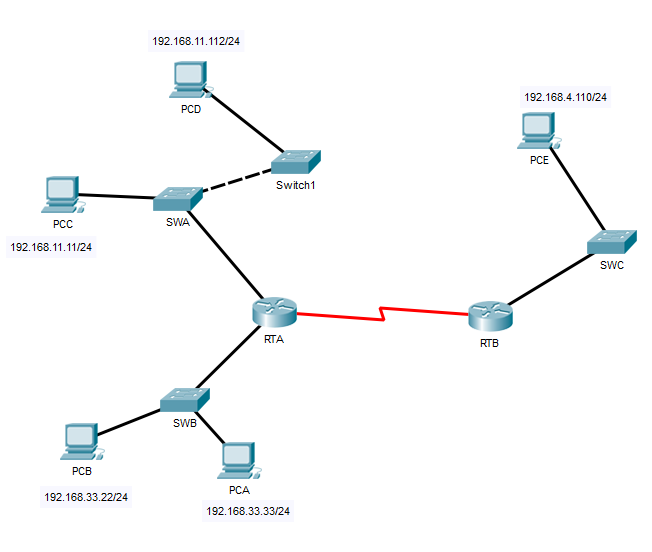 192.168.11.112/24
PCD
192.168.4.110/24
PCE
Switch1
PCC
SWA
192.168.11.11/24
SWC
RTA
RTB
SWB
PCB
PCA
192.168.33.22/24
192.168.33.33/24